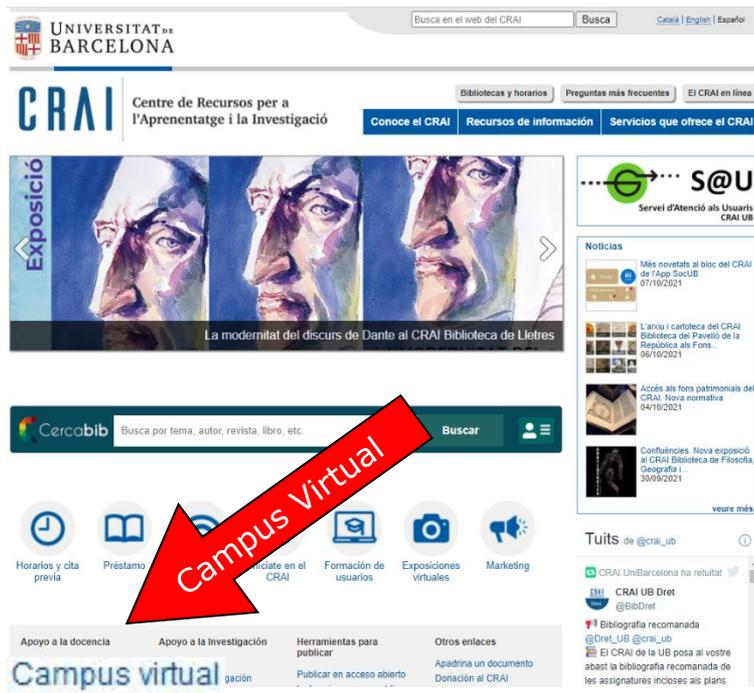 UNIVERSITAT DE
BARCELONA
Busca en el web del CRAI
Busca
Català | English | Español
CRAI
Centre de Recursos per a
l'Aprenentatge i la Investigació
Bibliotecas y horarios
Preguntas más frecuentes
El CRAI en línea
Conoce el CRAI
Recursos de información
Servicios que ofrece el CRAI
Exposició
La modernitat del discurs de Dante al CRAI Biblioteca de Lletres
S@U
Servei d'Atenció als Usuaris
CRAI UB
Noticias
Més novetats al bloc del CRAI
de l'App SocUB
07/10/2021
L'arxiu i cartoteca del CRAI
Biblioteca del Pavelló de la
República als Fons...
06/10/2021
Accés als fons patrimonials del
CRAI. Nova normativa
04/10/2021
Confluències. Nova exposició
al CRAI Biblioteca de Filosofia,
Geografia i...
30/09/2021
veure més
Cercabib
Busca por tema, autor, revista, libro, etc.
Buscar
Campus Virtual
Horarios y cita
previa
Préstamo
en el
CRAI
Formación de
usuarios
Exposiciones
virtuales
Marketing
Tuits de @crai_ub
CRAI UniBarcelona ha retuitat
CRAI UB Dret
@BibDret
Bibliografia recomanada
@Dret_UB @crai_ub
El CRAI de la UB posa al vostre
abast la bibliografia recomanada de
les assignatures incloses als plans
Apoyo a la docencia
Campus virtual
Apoyo a la Investigación
gación
Herramientas para
publicar
Publicar en acceso abierto
Otros enlaces
Apadrina un documento
Donación al CRAI